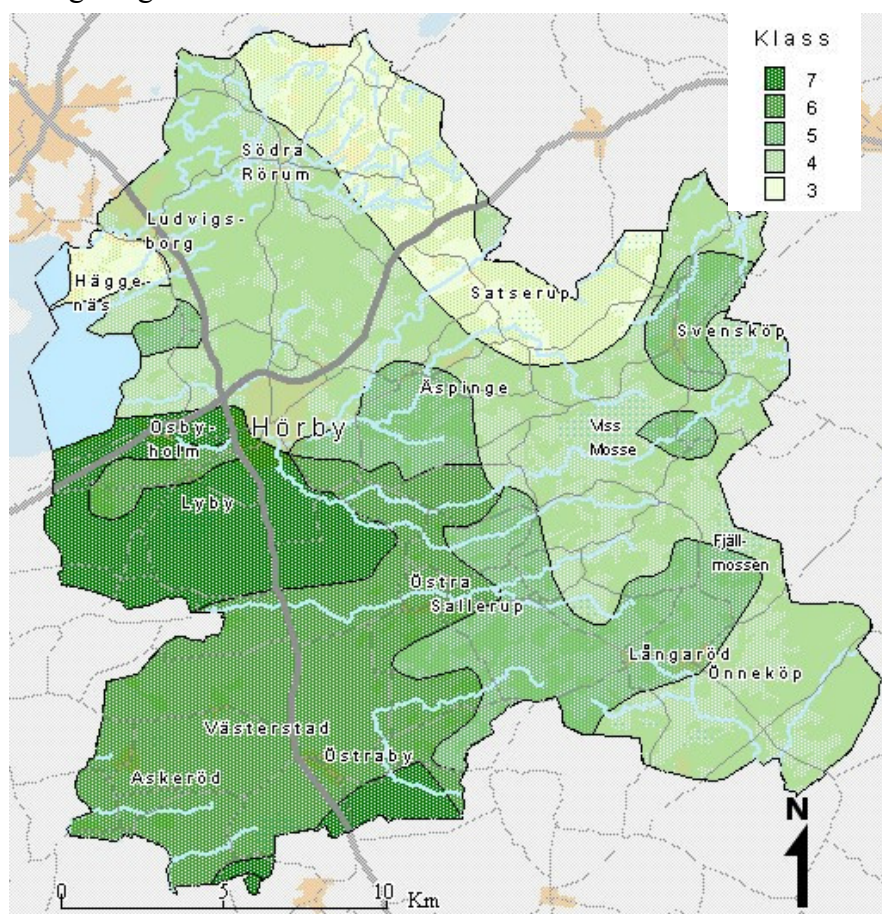 Klass
7
6
5
4
3
Södra
Rörum
Ludvigs-
borg
Hägge-
näs
Satserup
Svensköp
Äspinge
Osby-
holm
Hörby
Mss
Mosse
Lyby
Fjäll-
mossen
Östra
Sallerup
Långaröd
Önneköp
Västerstad
Östraby
Askeröd
N
0 5 10 Km